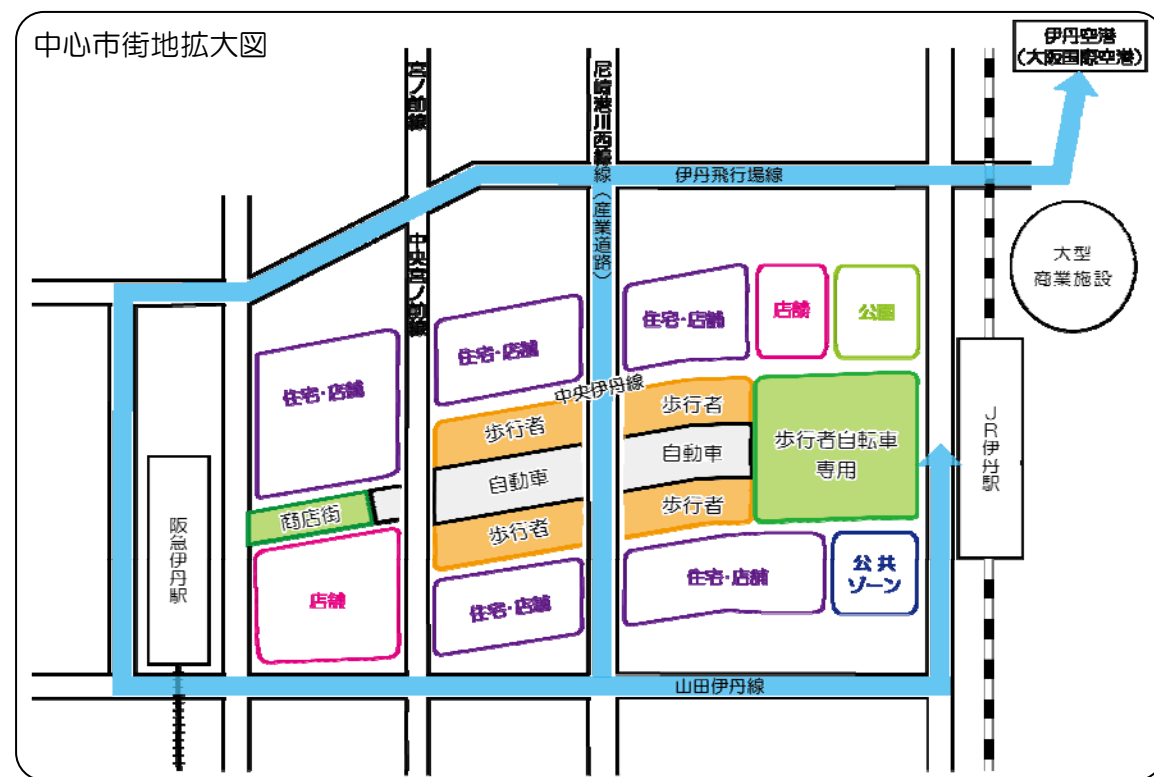 中心市街地拡大図
伊丹空港
(大阪国際空港)
宮ノ前線
尼崎港川西線
線(産業道路)
伊丹飛行場線
中央宮ノ前線
大型
商業施設
住宅・店舗
店舗
公園
住宅・店舗
住宅・店舗
中央伊丹線
歩行者
歩行者
自動車
自動車
歩行者自転車
専用
JR伊丹駅
商店街
歩行者
歩行者
阪急伊丹駅
店舗
住宅・店舗
住宅・店舗
公共
ゾーン
山田伊丹線